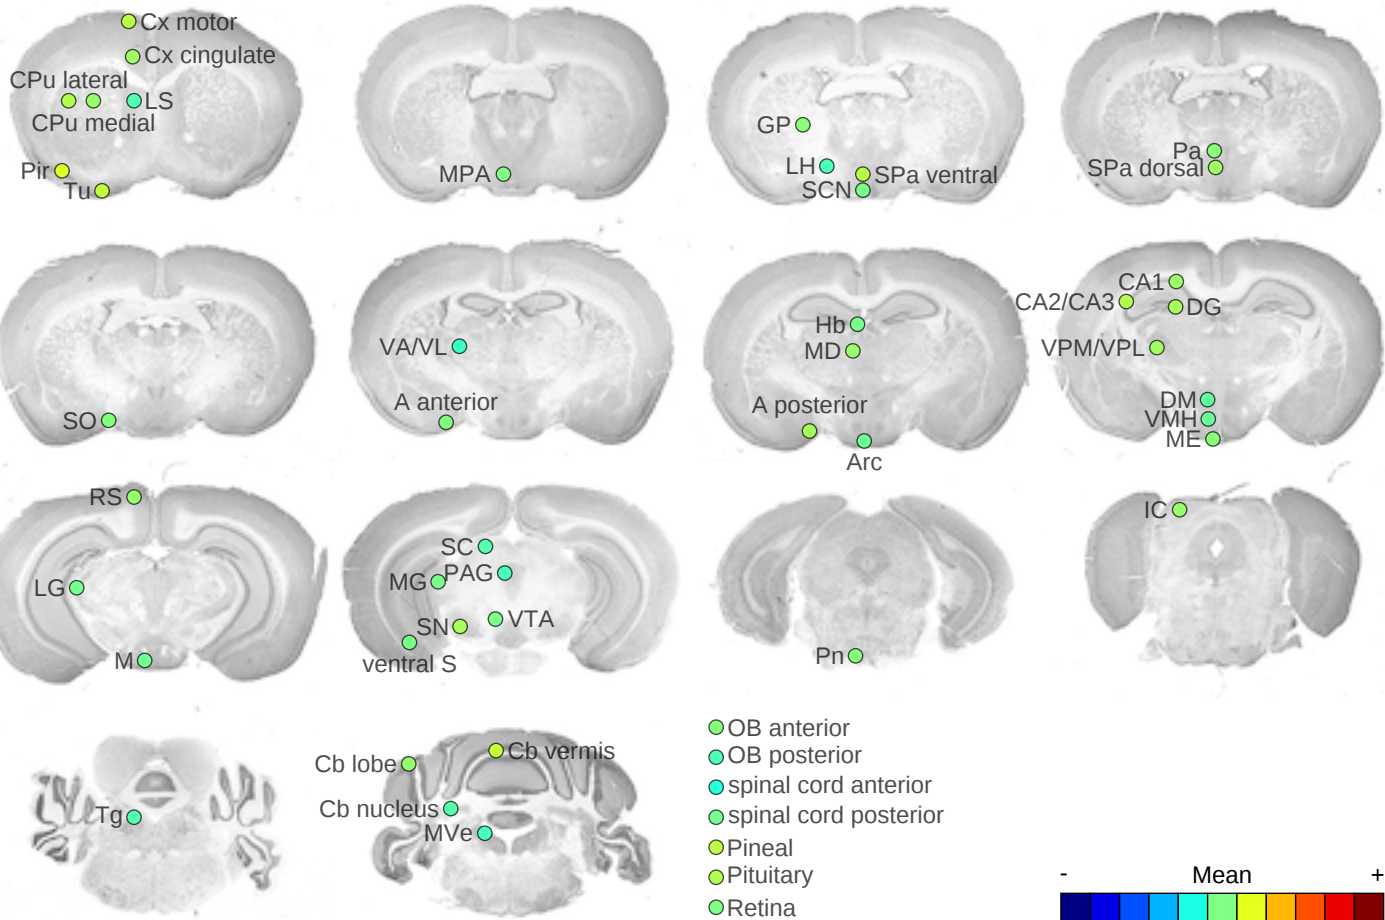 Cx motor
Cx cingulate
CPu lateral
LS
CPu medial
Pir
Tu
MPA
GP
LH
SPa ventral
SCN
Pa
SPa dorsal
SO
VA/VL
A anterior
Hb
MD
A posterior
Arc
CA1
CA2/CA3
DG
VPM/VPL
DM
VMH
ME
RS
LG
M
SC
PAG
MG
VTA
SN
ventral S
Pn
IC
Tg
Cb vermis
Cb lobe
Cb nucleus
MVe
OB anterior
OB posterior
spinal cord anterior
spinal cord posterior
Pineal
Pituitary
Retina
- Mean +